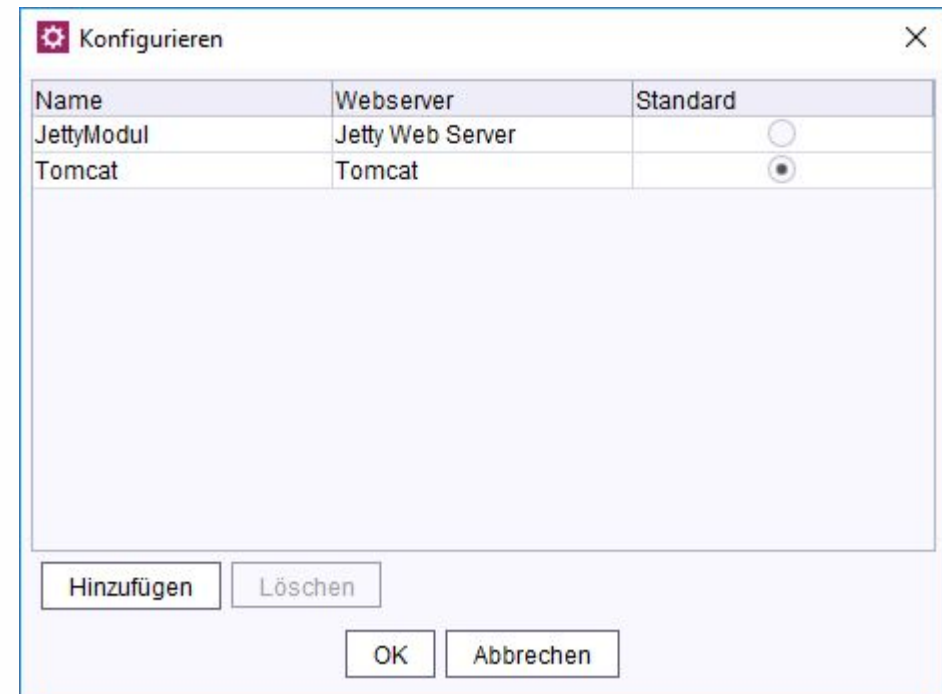 Konfigurieren
Name Webserver Standard
JettyModul Jetty Web Server
Tomcat Tomcat
Hinzufügen Löschen
OK Abbrechen